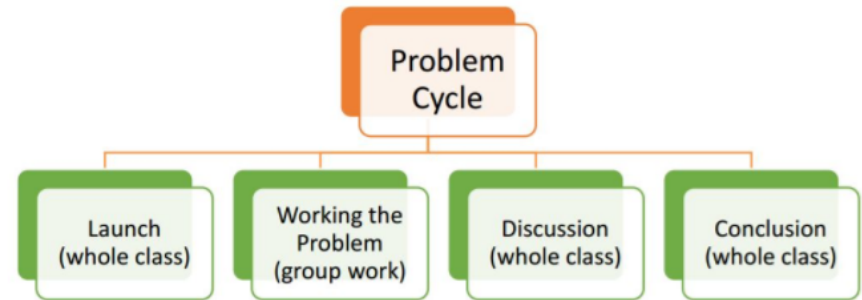 Problem
Cycle
Launch
(whole class)
Working the
Problem
(group work)
Discussion
(whole class)
Conclusion
(whole class)